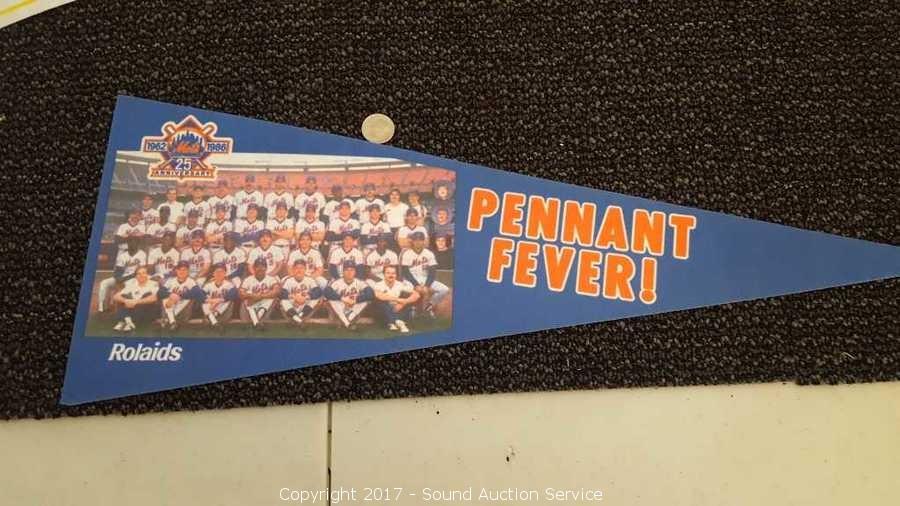 1962 Mets 1986
25
ANNIVERSARY
PENNANT
FEVER!
Rolaids
Copyright 2017 - Sound Auction Service